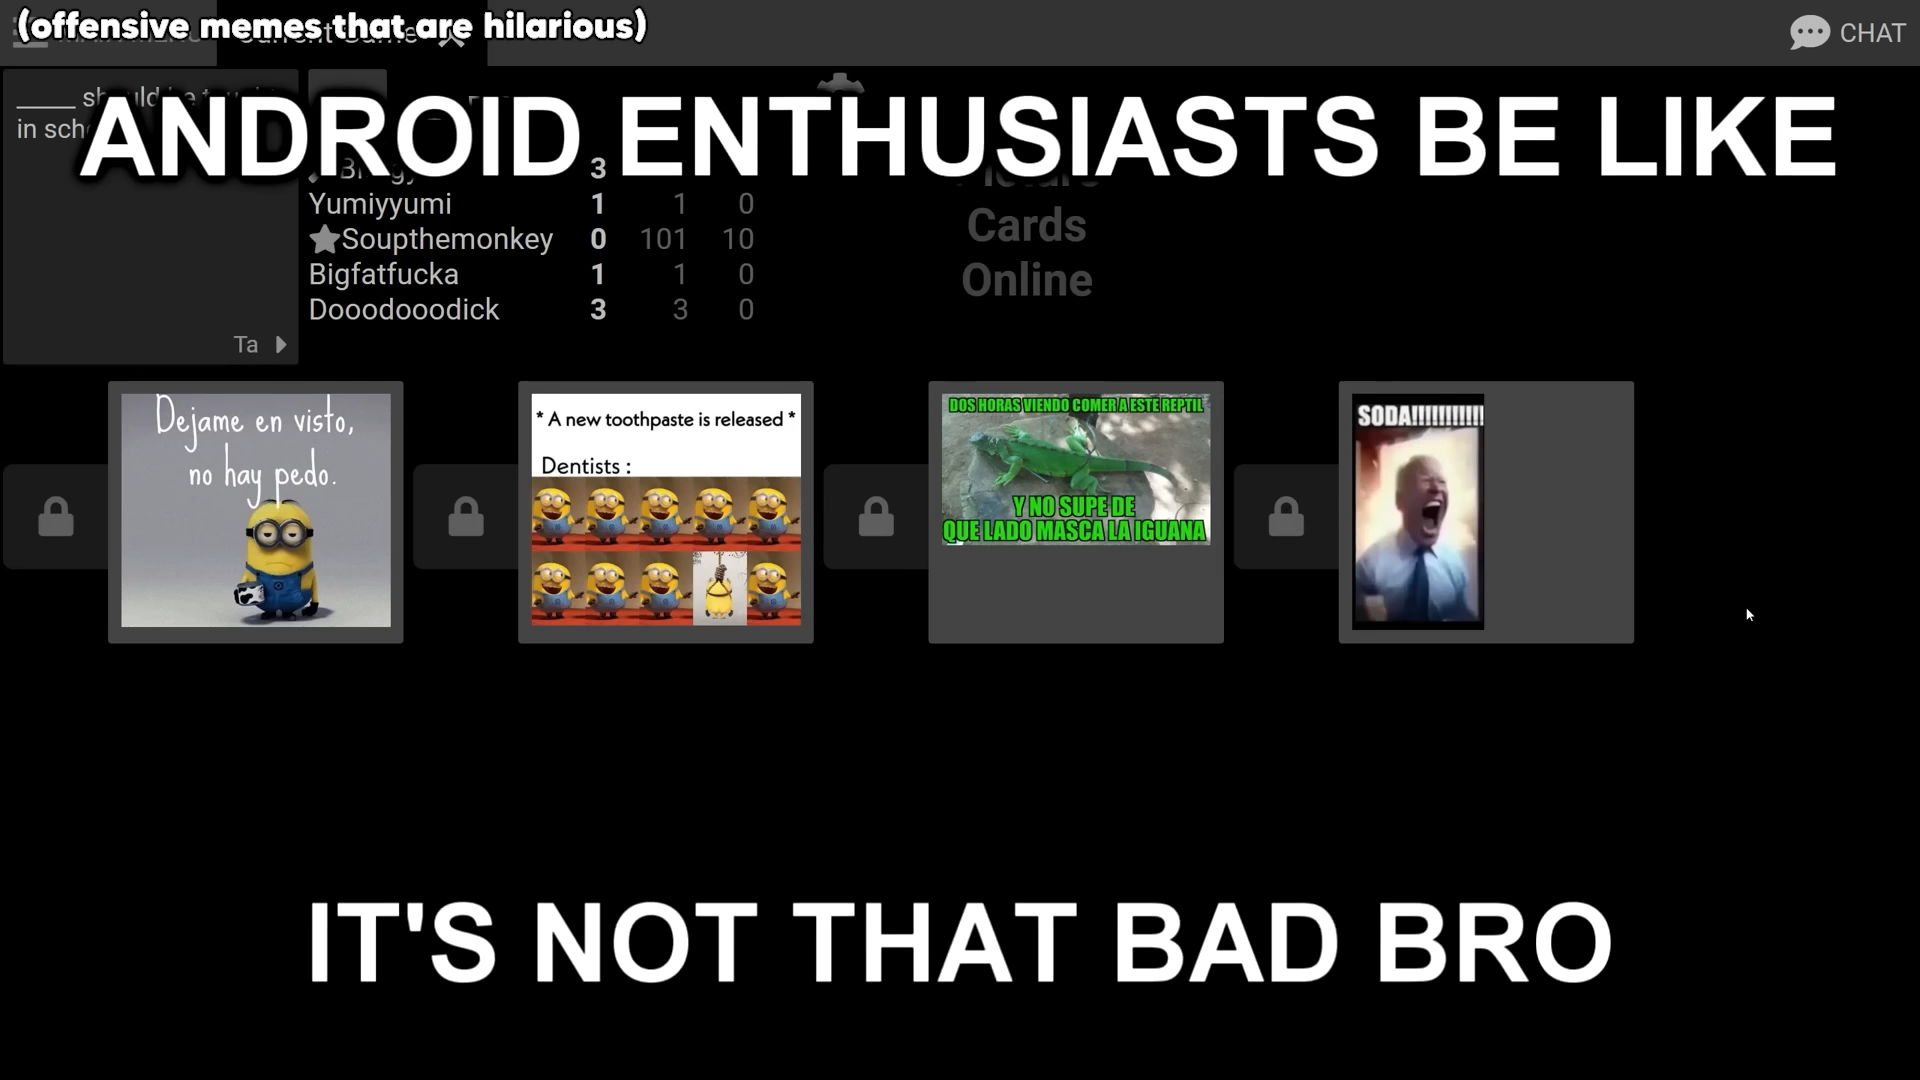 (offensive memes that are hilarious)
CHAT
ANDROID ENTHUSIASTS BE LIKE
in
3
Yumiyyumi 1 1 0
Soupthemonkey 0 101 10
Bigfatfucka 1 1 0
Dooodooodick 3 3 0
Cards
Online
Ta
Dejame en visto,
no hay pedo.
* A new toothpaste is released *
Dentists :
DOS HORAS VIENDO COMER A ESTE REPTIL
Y NO SUPE DE
QUE LADO MASCA LA IGUANA
SODA!!!!!!!!!!!
IT'S NOT THAT BAD BRO